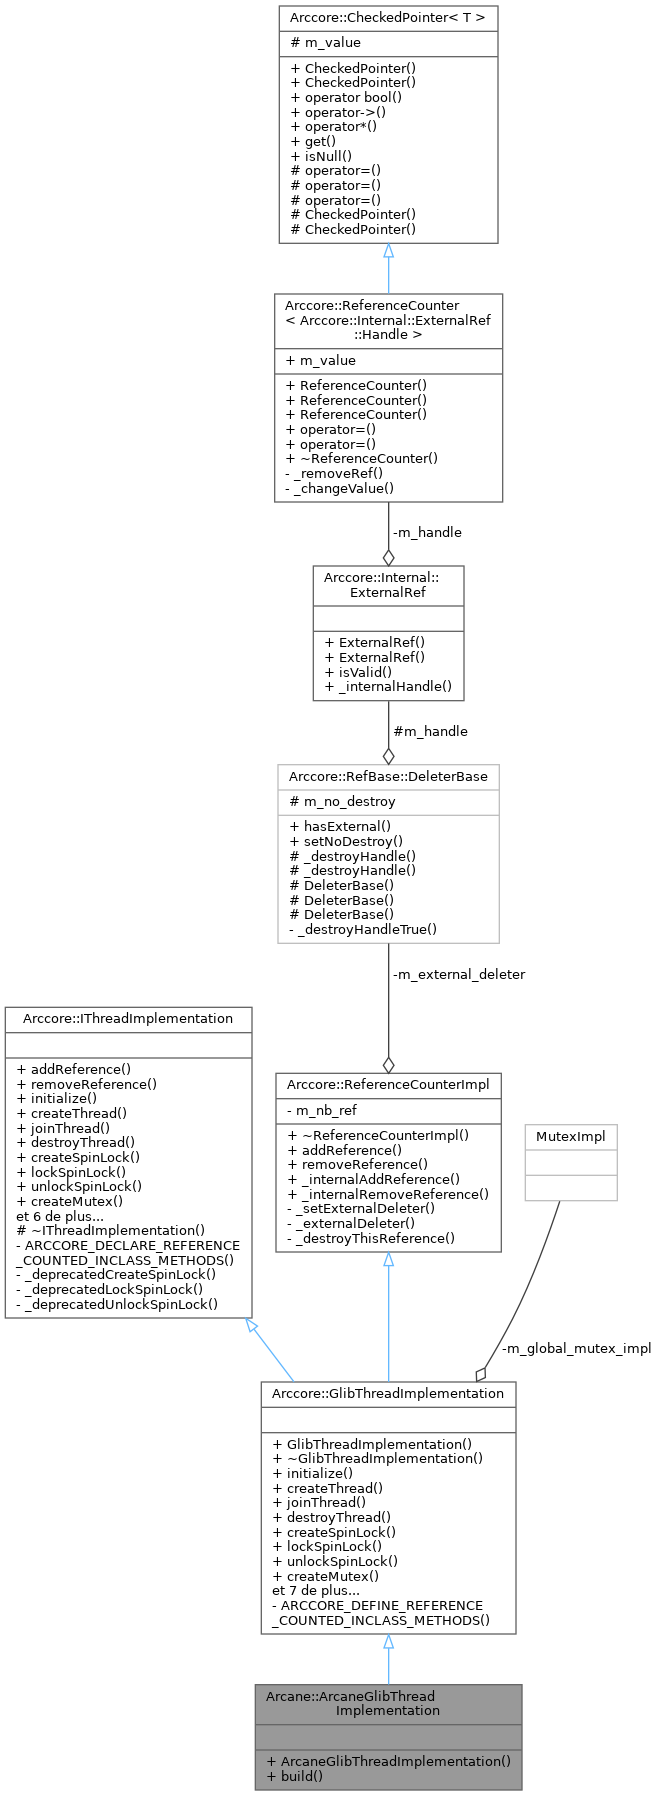 Arccore::CheckedPointer< T >
# m_value
+ CheckedPointer()
+ CheckedPointer()
+ operator bool()
+ operator->()
+ operator*()
+ get()
+ isNull()
# operator=()
# operator=()
# operator=()
# CheckedPointer()
# CheckedPointer()
Arccore::ReferenceCounter
< Arccore::Internal::ExternalRef
::Handle >
+ m_value
+ ReferenceCounter()
+ ReferenceCounter()
+ ReferenceCounter()
+ operator=()
+ operator=()
+ ~ReferenceCounter()
- _removeRef()
- _changeValue()
-m_handle
Arccore::Internal::
ExternalRef
+ ExternalRef()
+ ExternalRef()
+ isValid()
+ _internalHandle()
#m_handle
Arccore::RefBase::DeleterBase
# m_no_destroy
+ hasExternal()
+ setNoDestroy()
# _destroyHandle()
# _destroyHandle()
# DeleterBase()
# DeleterBase()
# DeleterBase()
- _destroyHandleTrue()
-m_external_deleter
Arccore::IThreadImplementation
+ addReference()
+ removeReference()
+ initialize()
+ createThread()
+ joinThread()
+ destroyThread()
+ createSpinLock()
+ lockSpinLock()
+ unlockSpinLock()
+ createMutex()
et 6 de plus...
# ~IThreadImplementation()
- ARCCORE_DECLARE_REFERENCE
_COUNTED_INCLASS_METHODS()
- _deprecatedCreateSpinLock()
- _deprecatedLockSpinLock()
- _deprecatedUnlockSpinLock()
Arccore::ReferenceCounterImpl
- m_nb_ref
+ ~ReferenceCounterImpl()
+ addReference()
+ removeReference()
+ _internalAddReference()
+ _internalRemoveReference()
- _setExternalDeleter()
- _externalDeleter()
- _destroyThisReference()
MutexImpl
-m_global_mutex_impl
Arccore::GlibThreadImplementation
+ GlibThreadImplementation()
+ ~GlibThreadImplementation()
+ initialize()
+ createThread()
+ joinThread()
+ destroyThread()
+ createSpinLock()
+ lockSpinLock()
+ unlockSpinLock()
+ createMutex()
et 7 de plus...
- ARCCORE_DEFINE_REFERENCE
_COUNTED_INCLASS_METHODS()
Arcane::ArcaneGlibThread
Implementation
+ ArcaneGlibThreadImplementation()
+ build()